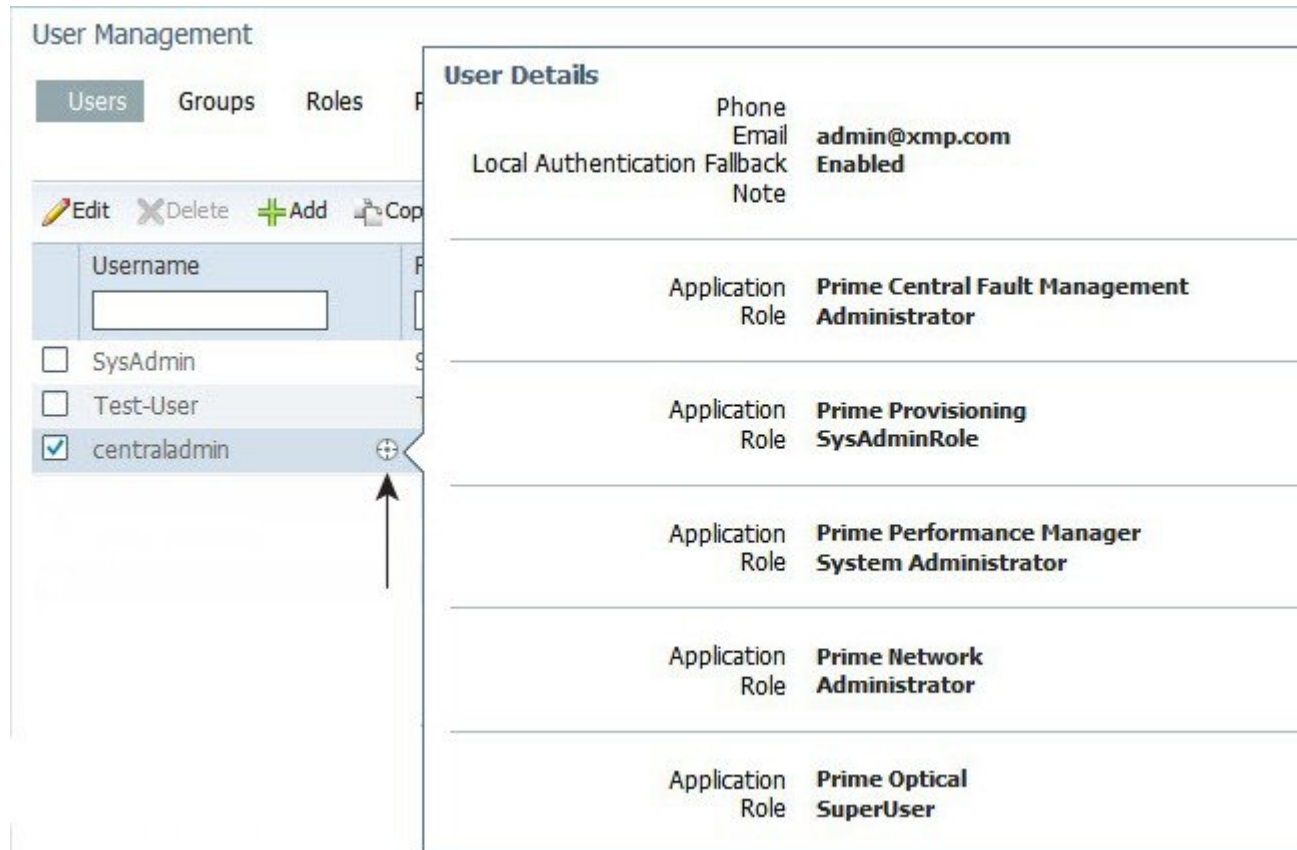 User Management
Users Groups Roles
Edit Delete Add Cop
Username
SysAdmin
Test-User
centraladmin
User Details
Phone
Email admin@xmp.com
Local Authentication Fallback Enabled
Note
Application Prime Central Fault Management
Role Administrator
Application Prime Provisioning
Role SysAdminRole
Application Prime Performance Manager
Role System Administrator
Application Prime Network
Role Administrator
Application Prime Optical
Role SuperUser